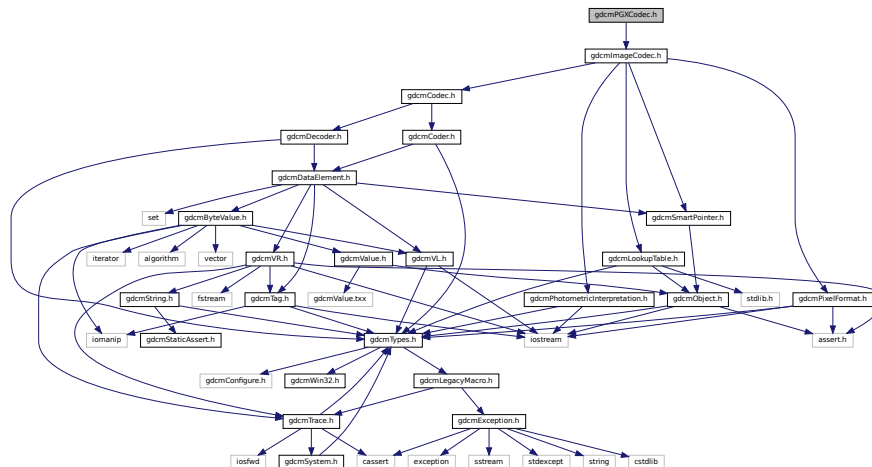 gdcmPGXCodec.h
gdcmImageCodec.h
gdcmCodec.h
gdcmDecoder.h
gdcmCoder.h
gdcmDataElement.h
set
gdcmByteValue.h
gdcmSmartPointer.h
iterator
algorithm
vector
gdcmVR.h
gdcmValue.h
gdcmVL.h
gdcmLookupTable.h
gdcmString.h
fstream
gdcmTag.h
gdcmValue.txx
gdcmPhotometricInterpretation.h
gdcmObject.h
stdlib.h
gdcmPixelFormat.h
iomanip
gdcmStaticAssert.h
gdcmTypes.h
iostream
assert.h
gdcmConfigure.h
gdcmWin32.h
gdcmLegacyMacro.h
gdcmTrace.h
gdcmException.h
iosfwd
gdcmSystem.h
cassert
exception
sstream
stdexcept
string
cstdlib